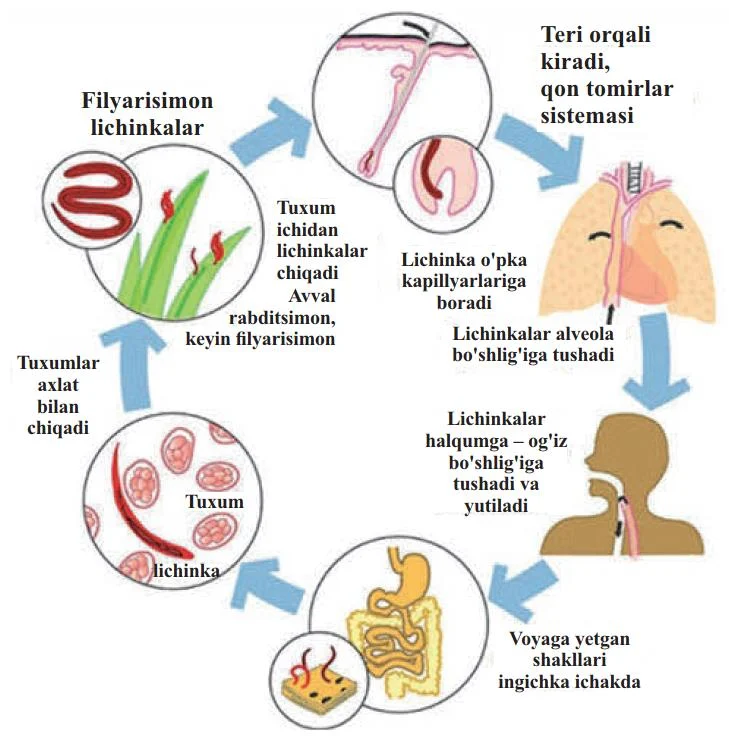 Teri orqali
kiradi,
qon tomirlar
sistemasi
Filyarisimon
lichinkalar
Tuxum
ichidan
lichinkalar
chiqadi
Avval
rabditsimon,
keyin filyarisimon
Lichinka o'pka
kapillyarlariga
boradi
Lichinkalar alveola
bo'shlig'iga tushadi
Tuxumlar
axlat
bilan
chiqadi
Lichinkalar
halqumga – og'iz
bo'shlig'iga
tushadi va
yutiladi
Tuxum
lichinka
Voyaga yetgan
shakllari
ingichka ichakda